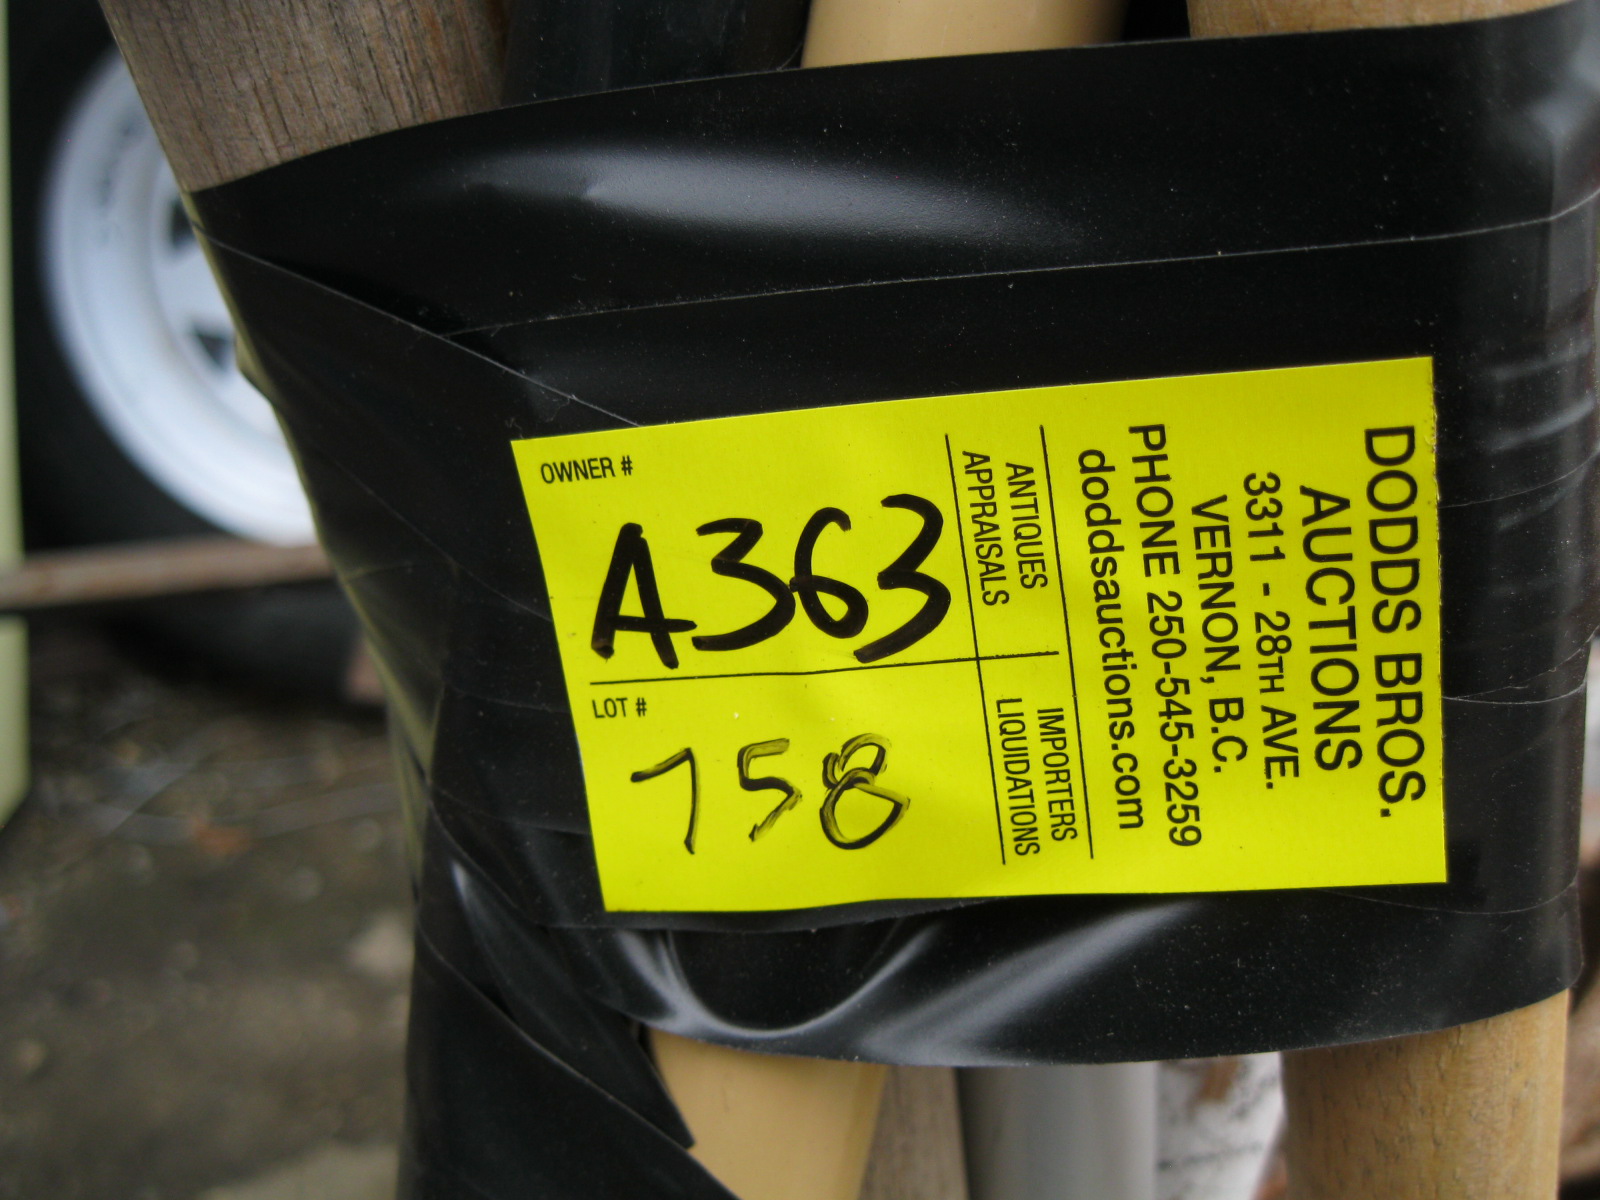 DODDS BROS.
AUCTIONS
3311 - 28TH AVE.
VERNON, B.C.
PHONE 250-545-3259
doddsauctions.com
ANTIQUES
APPRAISALS
IMPORTERS
LIQUIDATIONS
OWNER #
A363
LOT #
758